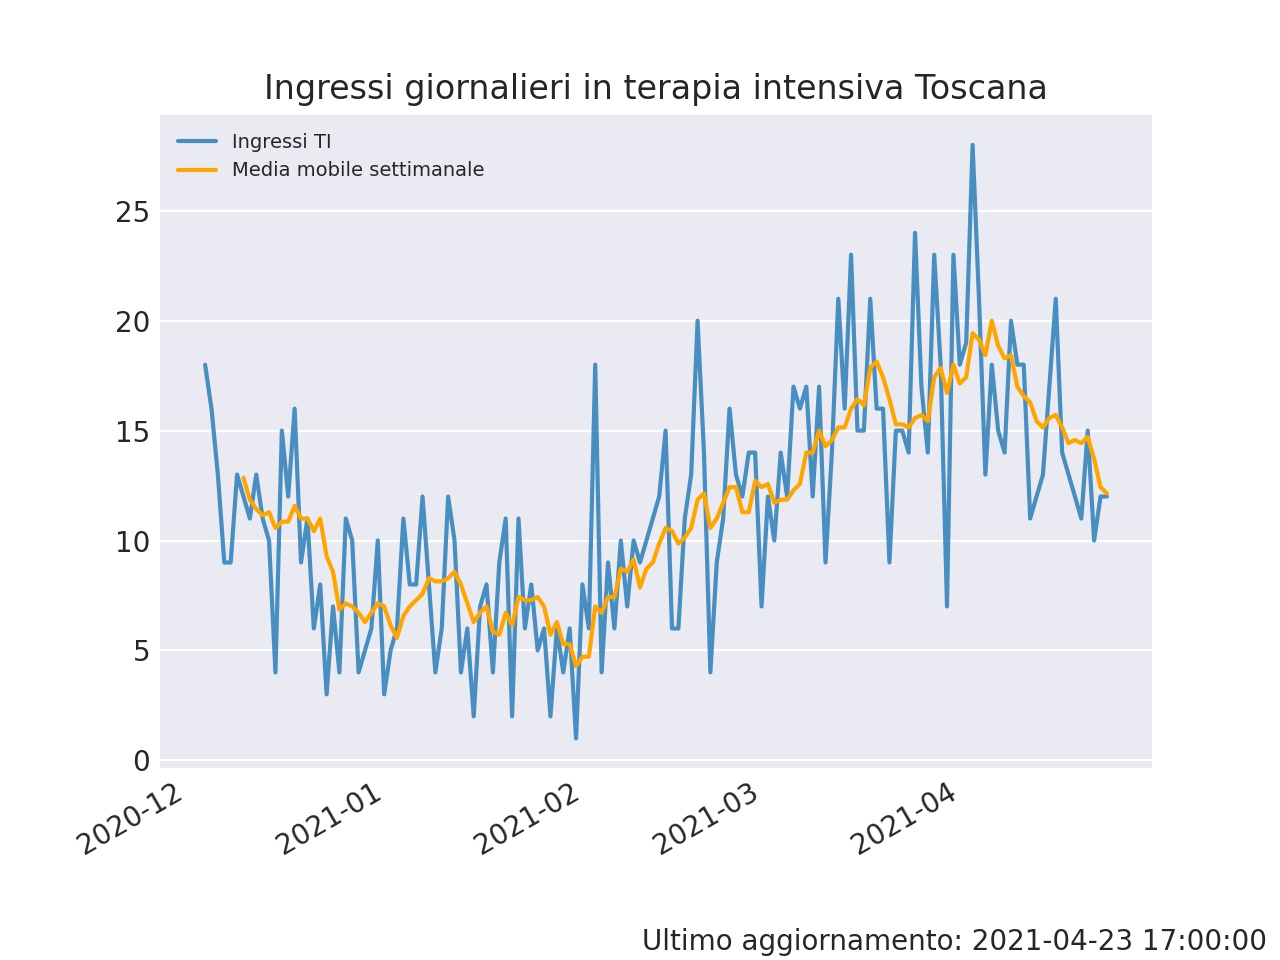 Ingressi giornalieri in terapia intensiva Toscana
Ingressi TI
Media mobile settimanale
25
20
15
10
5
0
2020-12
2021-01
2021-02
2021-03
2021-04
Ultimo aggiornamento: 2021-04-23 17:00:00